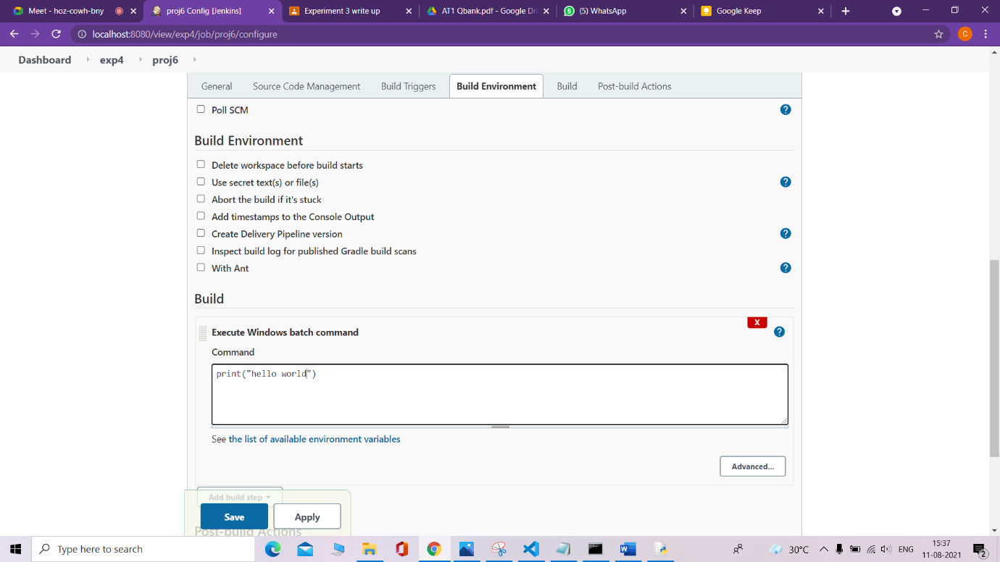 Meet - hoz-cowh-bny
proj6 Config [Jenkins]
Experiment 3 write up
AT1 Qbank.pdf - Google Dri
(5) WhatsApp
Google Keep
localhost:8080/view/exp4/job/proj6/configure
C
Dashboard exp4 proj6
General Source Code Management Build Triggers Build Environment Build Post-build Actions
Poll SCM
Build Environment
Delete workspace before build starts
Use secret text(s) or file(s)
Abort the build if it's stuck
Add timestamps to the Console Output
Create Delivery Pipeline version
Inspect build log for published Gradle build scans
With Ant
Build
X
Execute Windows batch command
Command
print("hello world")
See the list of available environment variables
Advanced...
Add build step
Save Apply
Post-build Actions
Type here to search
30°C ENG
15:37
11-08-2021
2